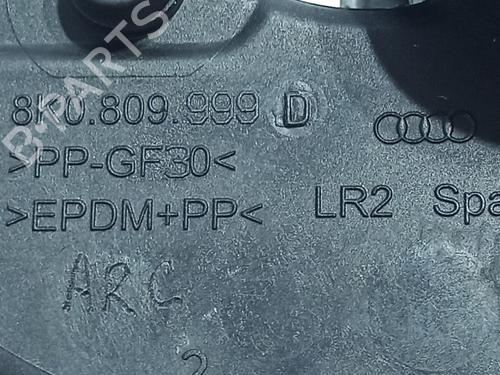 8K0.809.999 D
>PP-GF30<
>EPDM+PP< LR2 Spa
ARC
2
B-PARTS